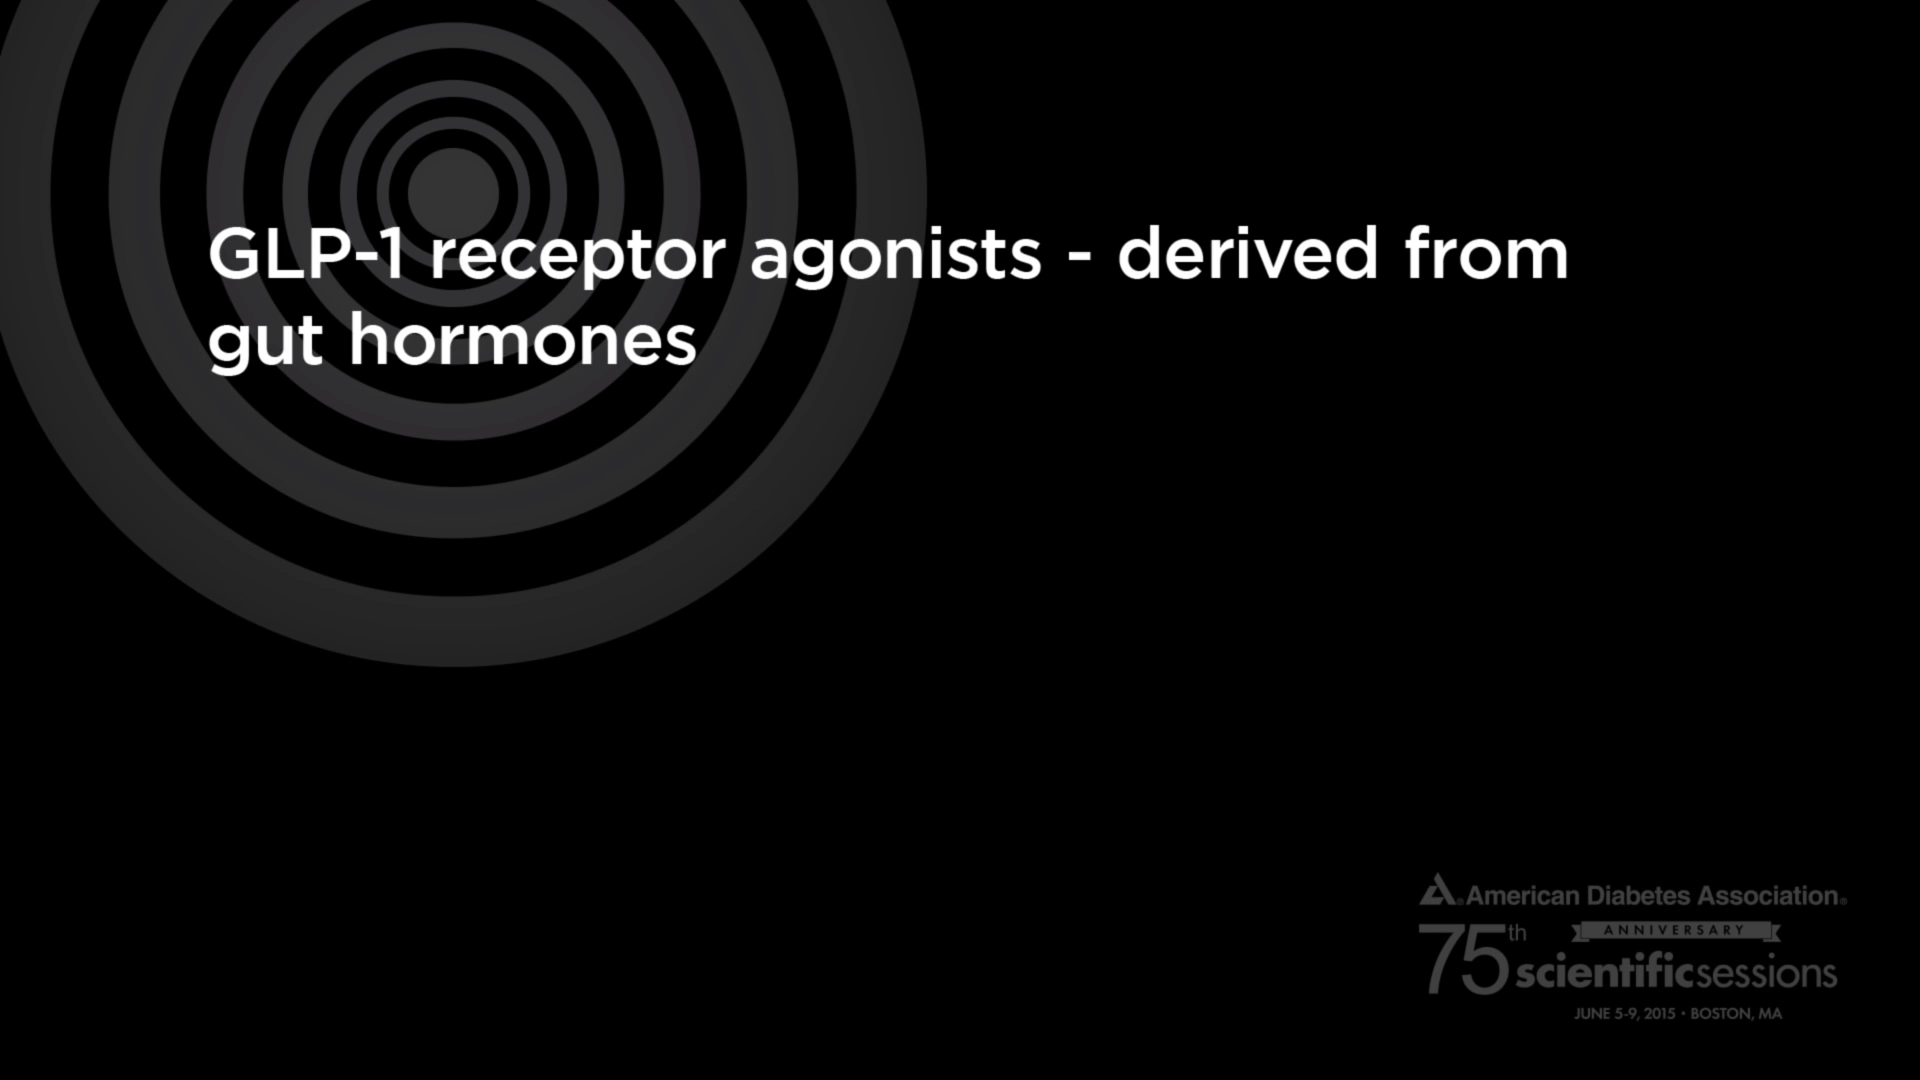 GLP-1 receptor agonists - derived from
gut hormones
American Diabetes Association®
75th
ANNIVERSARY
scientificsessions
JUNE 5-9, 2015 • BOSTON, MA